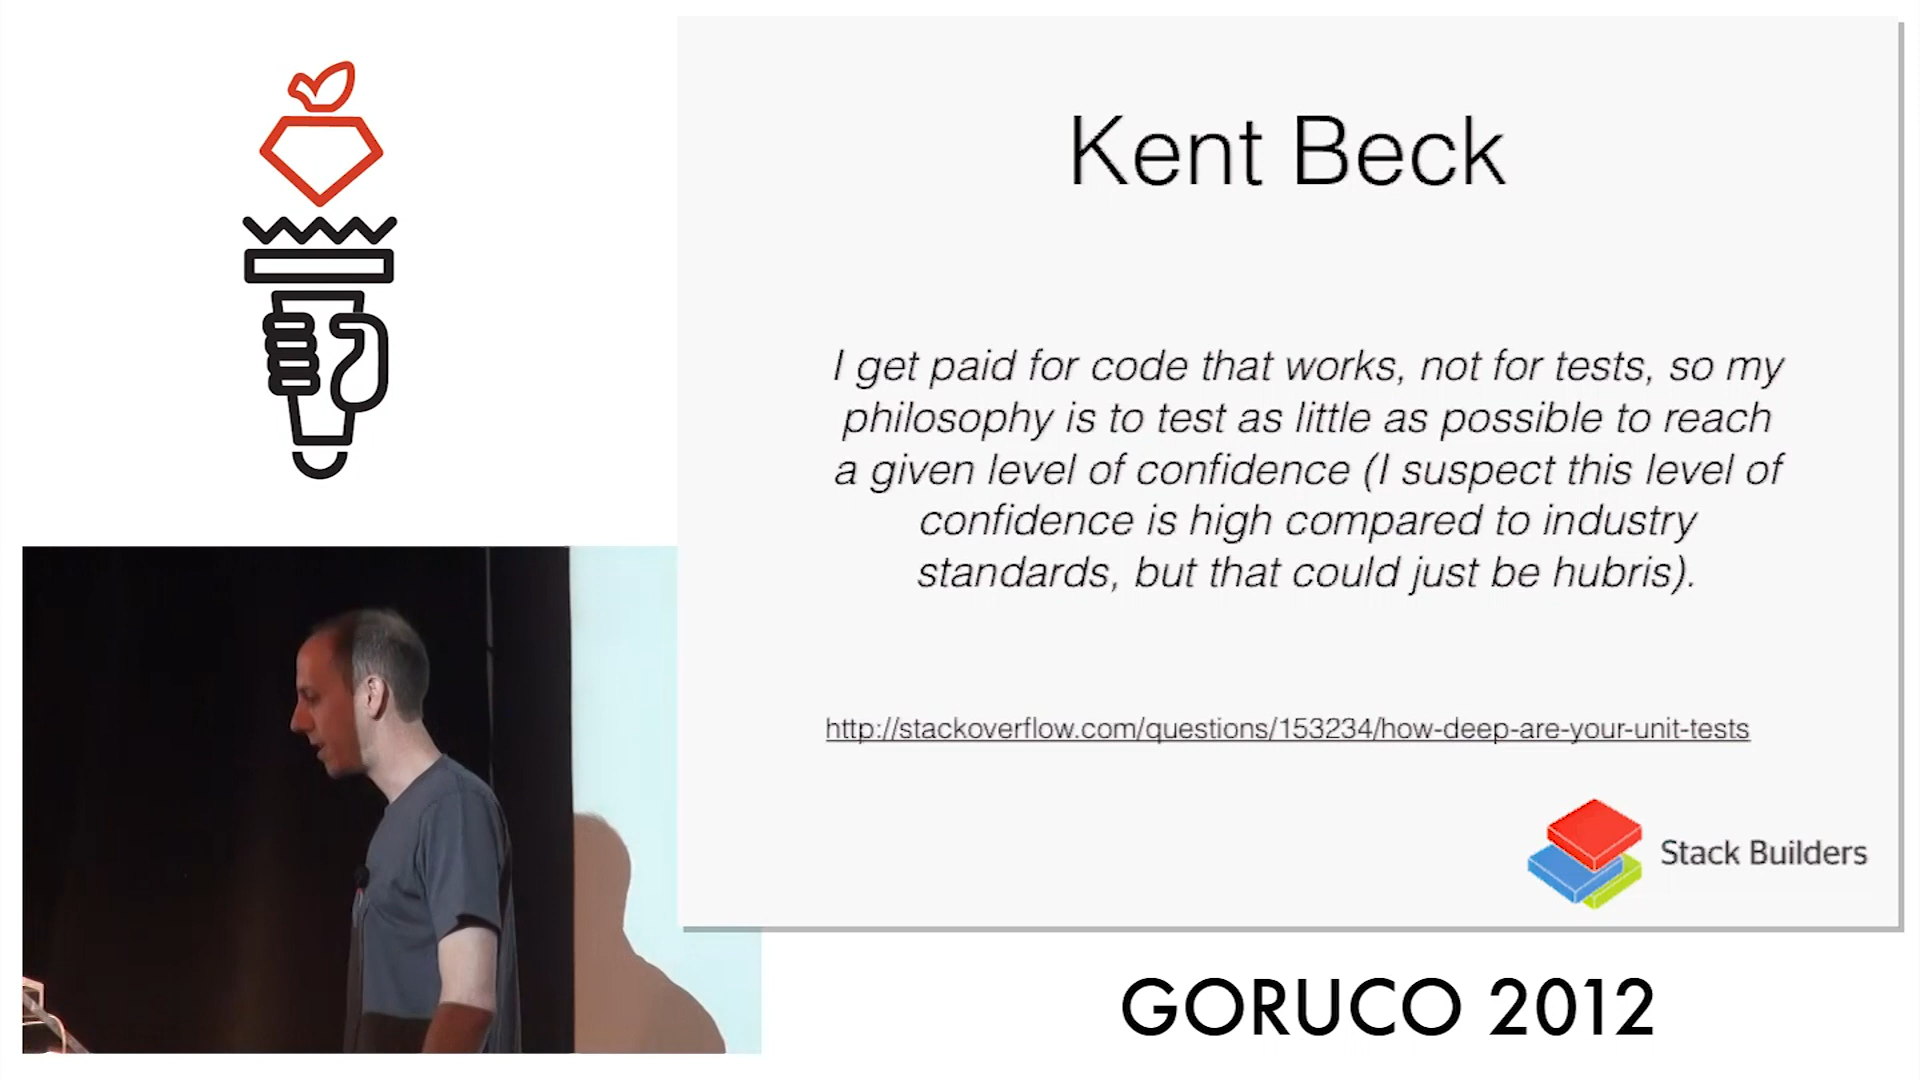 Kent Beck
I get paid for code that works, not for tests, so my
philosophy is to test as little as possible to reach
a given level of confidence (I suspect this level of
confidence is high compared to industry
standards, but that could just be hubris).
http://stackoverflow.com/questions/153234/how-deep-are-your-unit-tests
Stack Builders
GORUCO 2012